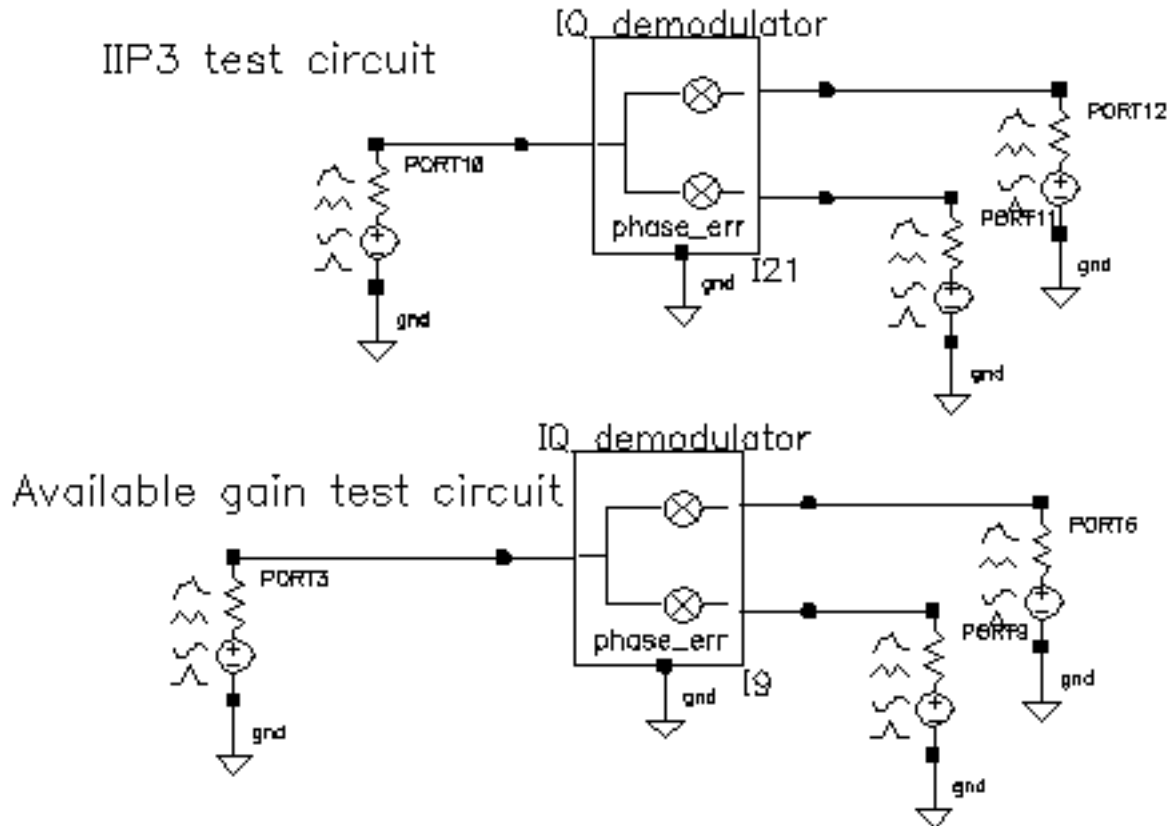 IQ_demodulator
IIP3 test circuit
PORT12
PORT10
PORT11
phase_err
I21
gnd
gnd
gnd
gnd
IQ_demodulator
Available gain test circuit
PORT6
PORT3
PORT9
phase_err
I9
gnd
gnd
gnd
gnd